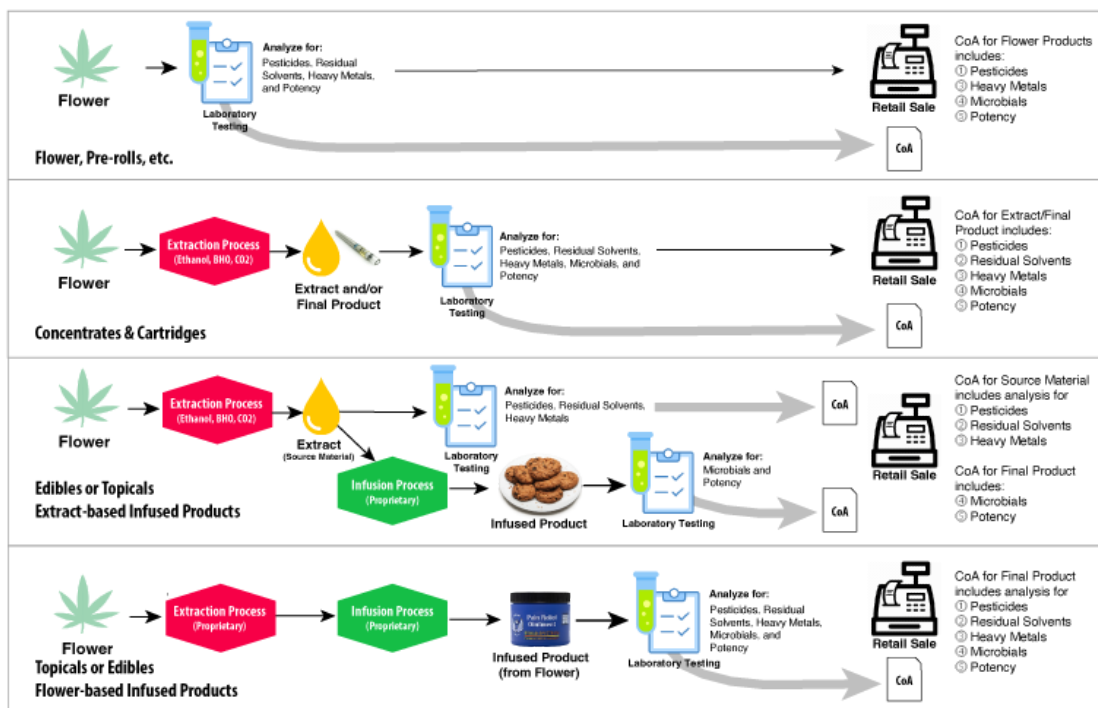 Flower
Analyze for:
Pesticides, Residual
Solvents, Heavy Metals,
and Potency
Laboratory
Testing
Retail Sale
CoA
CoA for Flower Products
includes:
① Pesticides
③ Heavy Metals
④ Microbials
⑤ Potency
Flower, Pre-rolls, etc.
Flower
Extraction Process
(Ethanol, BHO, CO2)
Extract and/or
Final Product
Analyze for:
Pesticides, Residual Solvents,
Heavy Metals, Microbials, and
Potency
Laboratory
Testing
Retail Sale
CoA
CoA for Extract/Final
Product includes:
① Pesticides
② Residual Solvents
③ Heavy Metals
④ Microbials
⑤ Potency
Concentrates & Cartridges
Flower
Extraction Process
(Ethanol, BHO, CO2)
Extract
(Source Material)
Analyze for:
Pesticides, Residual Solvents,
Heavy Metals
Laboratory
Testing
CoA
Infusion Process
(Proprietary)
Infused Product
Analyze for:
Microbials and
Potency
Laboratory Testing
CoA
Retail Sale
CoA for Source Material
includes analysis for
① Pesticides
② Residual Solvents
③ Heavy Metals
CoA for Final Product
includes:
④ Microbials
⑤ Potency
Edibles or Topicals
Extract-based Infused Products
Flower
Extraction Process
(Proprietary)
Infusion Process
(Proprietary)
Pain Relief
Ointment
Infused Product
(from Flower)
Analyze for:
Pesticides, Residual
Solvents, Heavy Metals,
Microbials, and
Potency
Laboratory Testing
Retail Sale
CoA
CoA for Final Product
includes analysis for
① Pesticides
② Residual Solvents
③ Heavy Metals
④ Microbials
⑤ Potency
Topicals or Edibles
Flower-based Infused Products